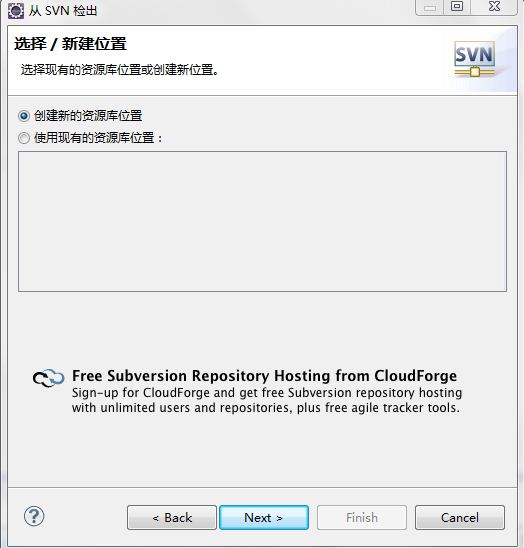 从 SVN 检出
选择 / 新建位置
选择现有的资源库位置或创建新位置。
SVN
创建新的资源库位置
使用现有的资源库位置：
Free Subversion Repository Hosting from CloudForge
Sign-up for CloudForge and get free Subversion repository hosting
with unlimited users and repositories, plus free agile tracker tools.
?
< Back
Next >
Finish
Cancel